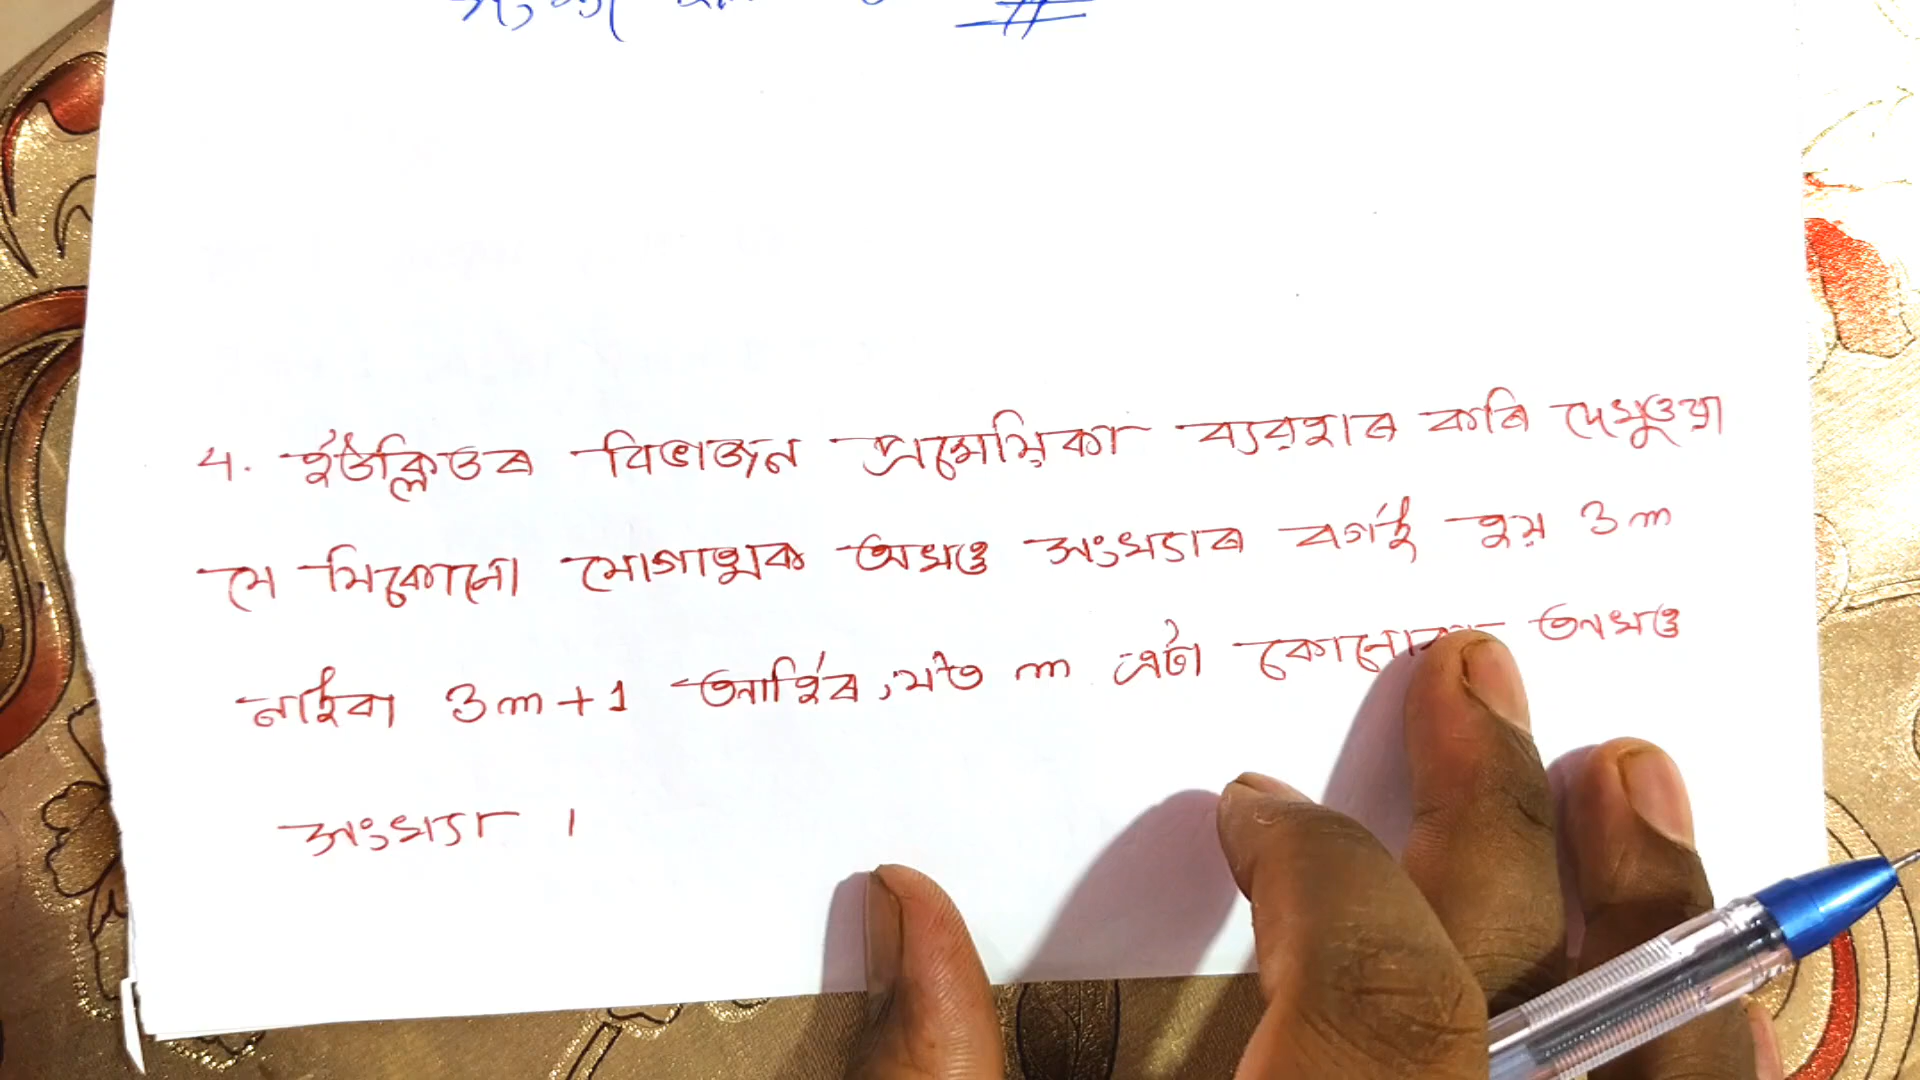 4. ইউক্লিডৰ বিভাজন প্ৰমেয়িকা ব্যৱহাৰ কৰি দেখুওৱা
যে যিকোনো যোগাত্মক অখণ্ড সংখ্যাৰ বৰ্গই হয় 3m
নাইবা 3m+1 আৰ্হিৰ, য'ত m এটা অখণ্ড
সংখ্যা ।